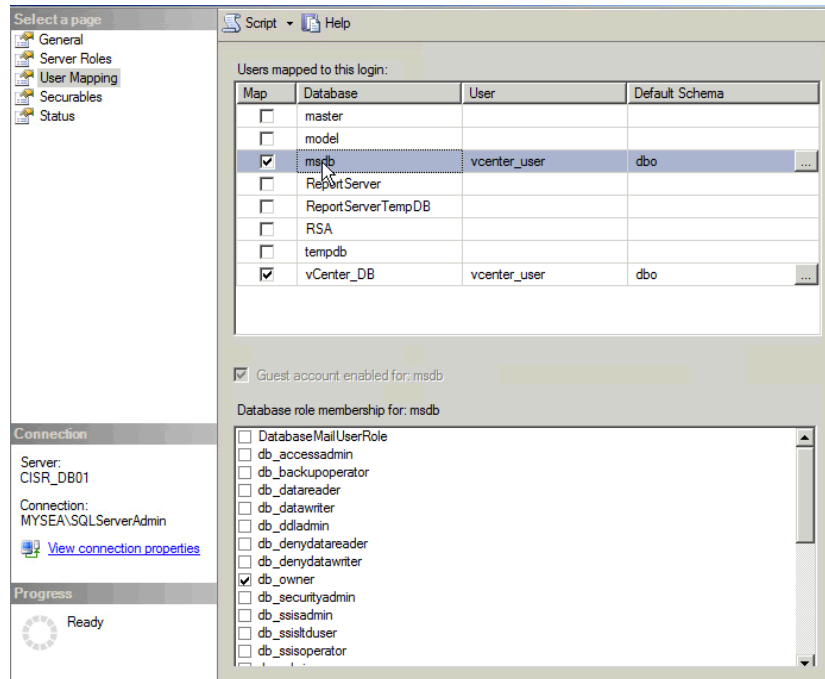 Select a page
General
Server Roles
User Mapping
Securables
Status
Script Help
Users mapped to this login:
Map Database User Default Schema
master
model
msdb vcenter_user dbo ...
ReportServer
ReportServerTempDB
RSA
tempdb
vCenter_DB vcenter_user dbo ...
Guest account enabled for: msdb
Database role membership for: msdb
DatabaseMailUserRole
db_accessadmin
db_backupoperator
db_datareader
db_datawriter
db_ddladmin
db_denydatareader
db_denydatawriter
db_owner
db_securityadmin
db_ssisadmin
db_ssisltduser
db_ssisoperator
Connection
Server:
CISR_DB01
Connection:
MYSEA\SQLServerAdmin
View connection properties
Progress
Ready